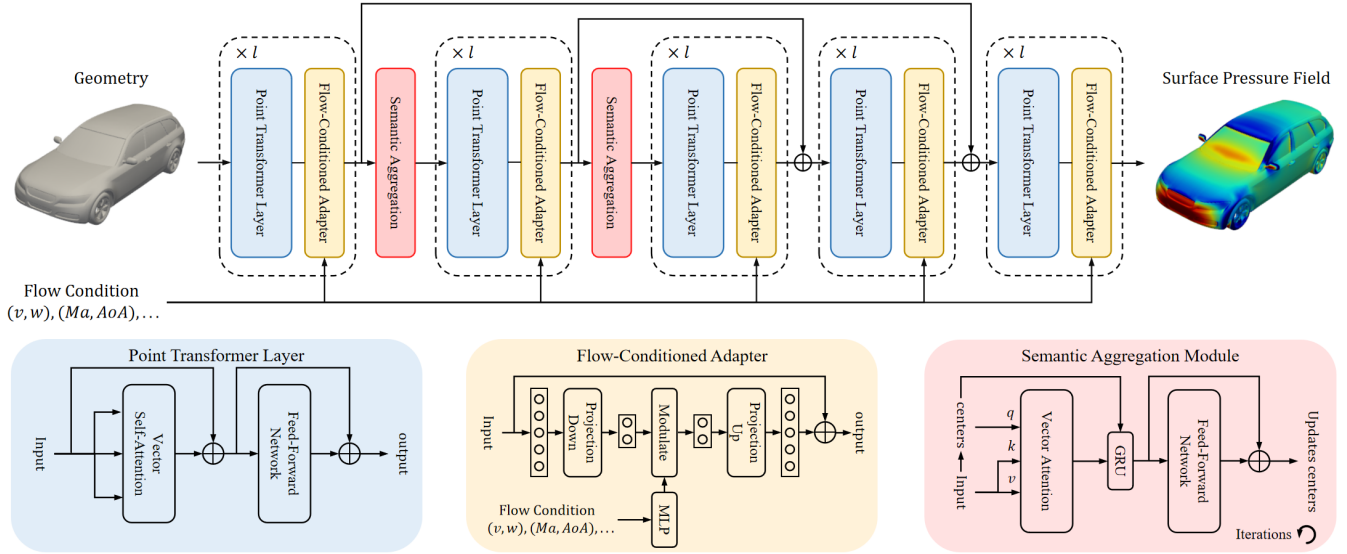 Geometry
× l
Point Transformer Layer
Flow-Conditioned Adapter
Semantic Aggregation
× l
Point Transformer Layer
Flow-Conditioned Adapter
Semantic Aggregation
× l
Point Transformer Layer
Flow-Conditioned Adapter
× l
Point Transformer Layer
Flow-Conditioned Adapter
× l
Point Transformer Layer
Flow-Conditioned Adapter
Surface Pressure Field
Flow Condition
(v, w), (Ma, AoA), . . .
Point Transformer Layer
Input
Vector
Self-Attention
Feed-Forward
Network
output
Flow-Conditioned Adapter
Input
Projection
Down
Modulate
Projection
Up
output
Flow Condition
(v, w), (Ma, AoA), . . .
MLP
Semantic Aggregation Module
centers
Input
q
k
v
Vector Attention
GRU
Feed-Forward
Network
Updates centers
Iterations